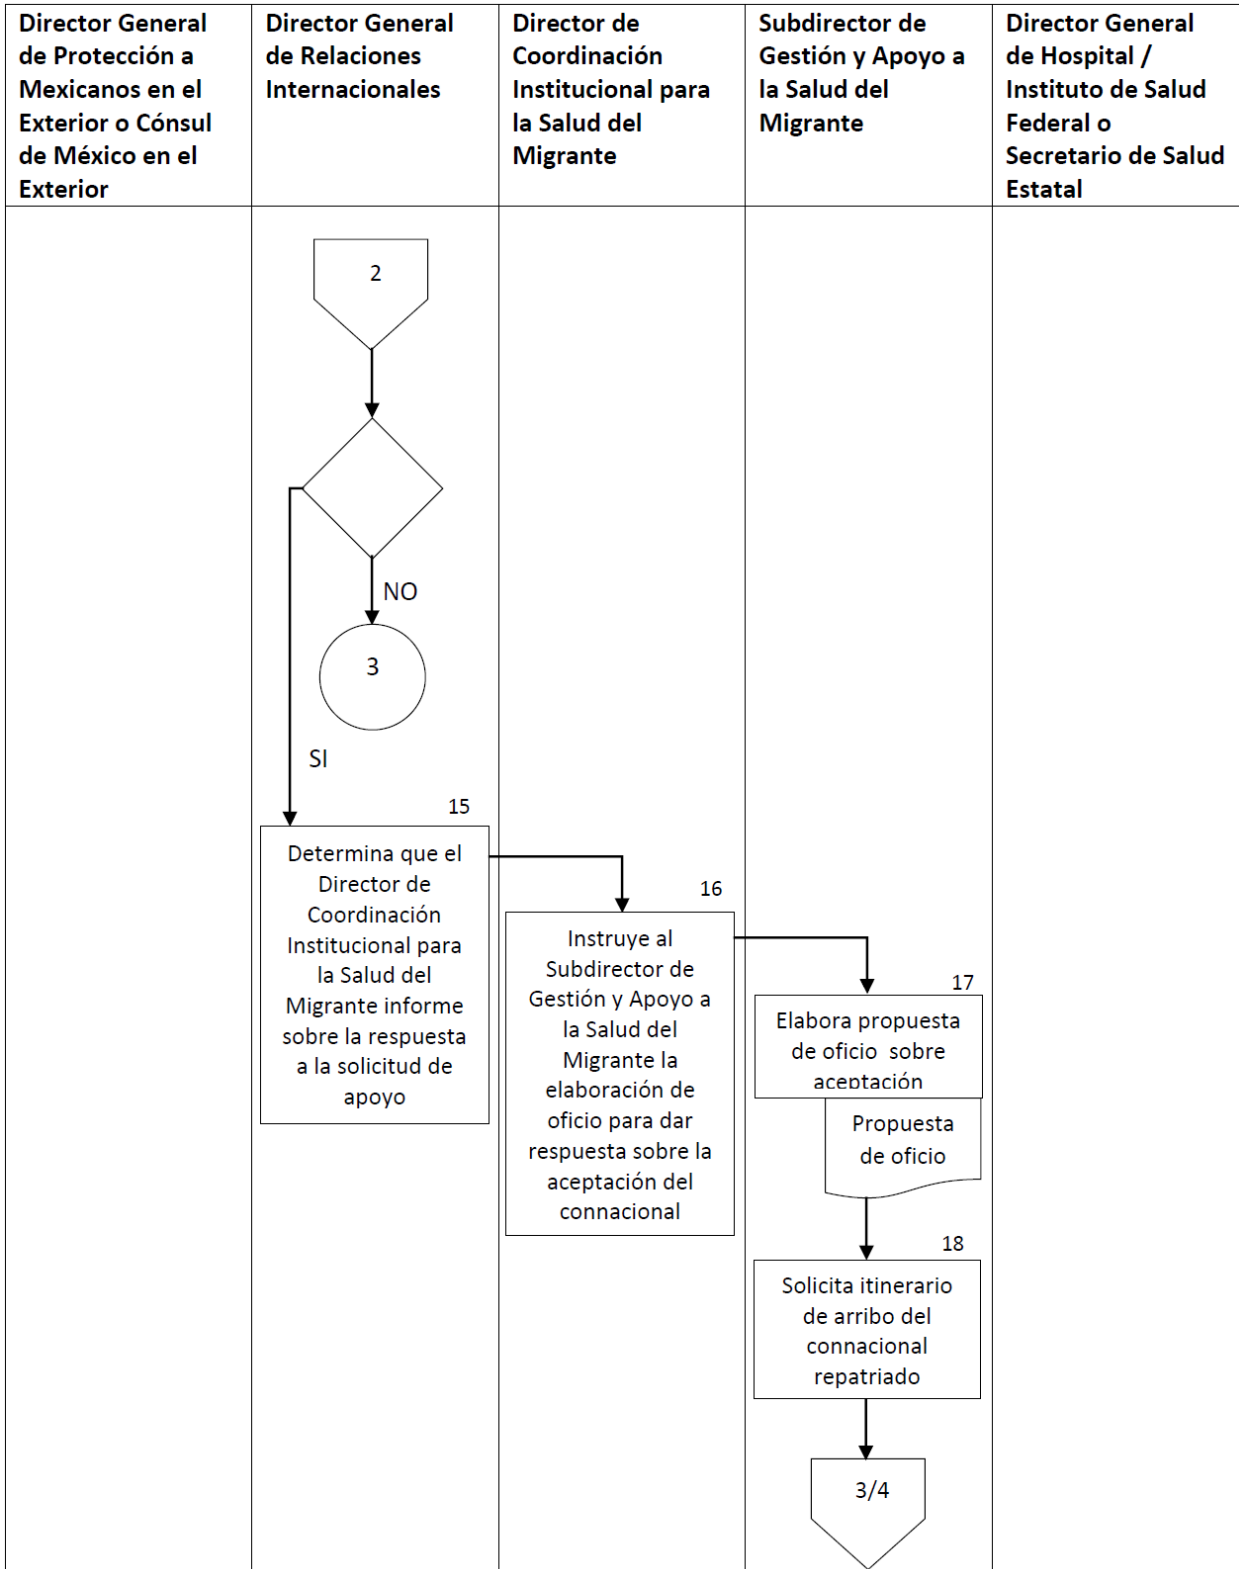 Director General
de Protección a
Mexicanos en el
Exterior o Cónsul
de México en el
Exterior
Director General
de Relaciones
Internacionales
Director de
Coordinación
Institucional para
la Salud del
Migrante
Subdirector de
Gestión y Apoyo a
la Salud del
Migrante
Director General
de Hospital /
Instituto de Salud
Federal o
Secretario de Salud
Estatal
2
NO
3
SI
15
Determina que el
Director de
Coordinación
Institucional para
la Salud del
Migrante informe
sobre la respuesta
a la solicitud de
apoyo
16
Instruye al
Subdirector de
Gestión y Apoyo a
la Salud del
Migrante la
elaboración de
oficio para dar
respuesta sobre la
aceptación del
connacional
17
Elabora propuesta
de oficio sobre
aceptación
Propuesta
de oficio
18
Solicita itinerario
de arribo del
connacional
repatriado
3/4